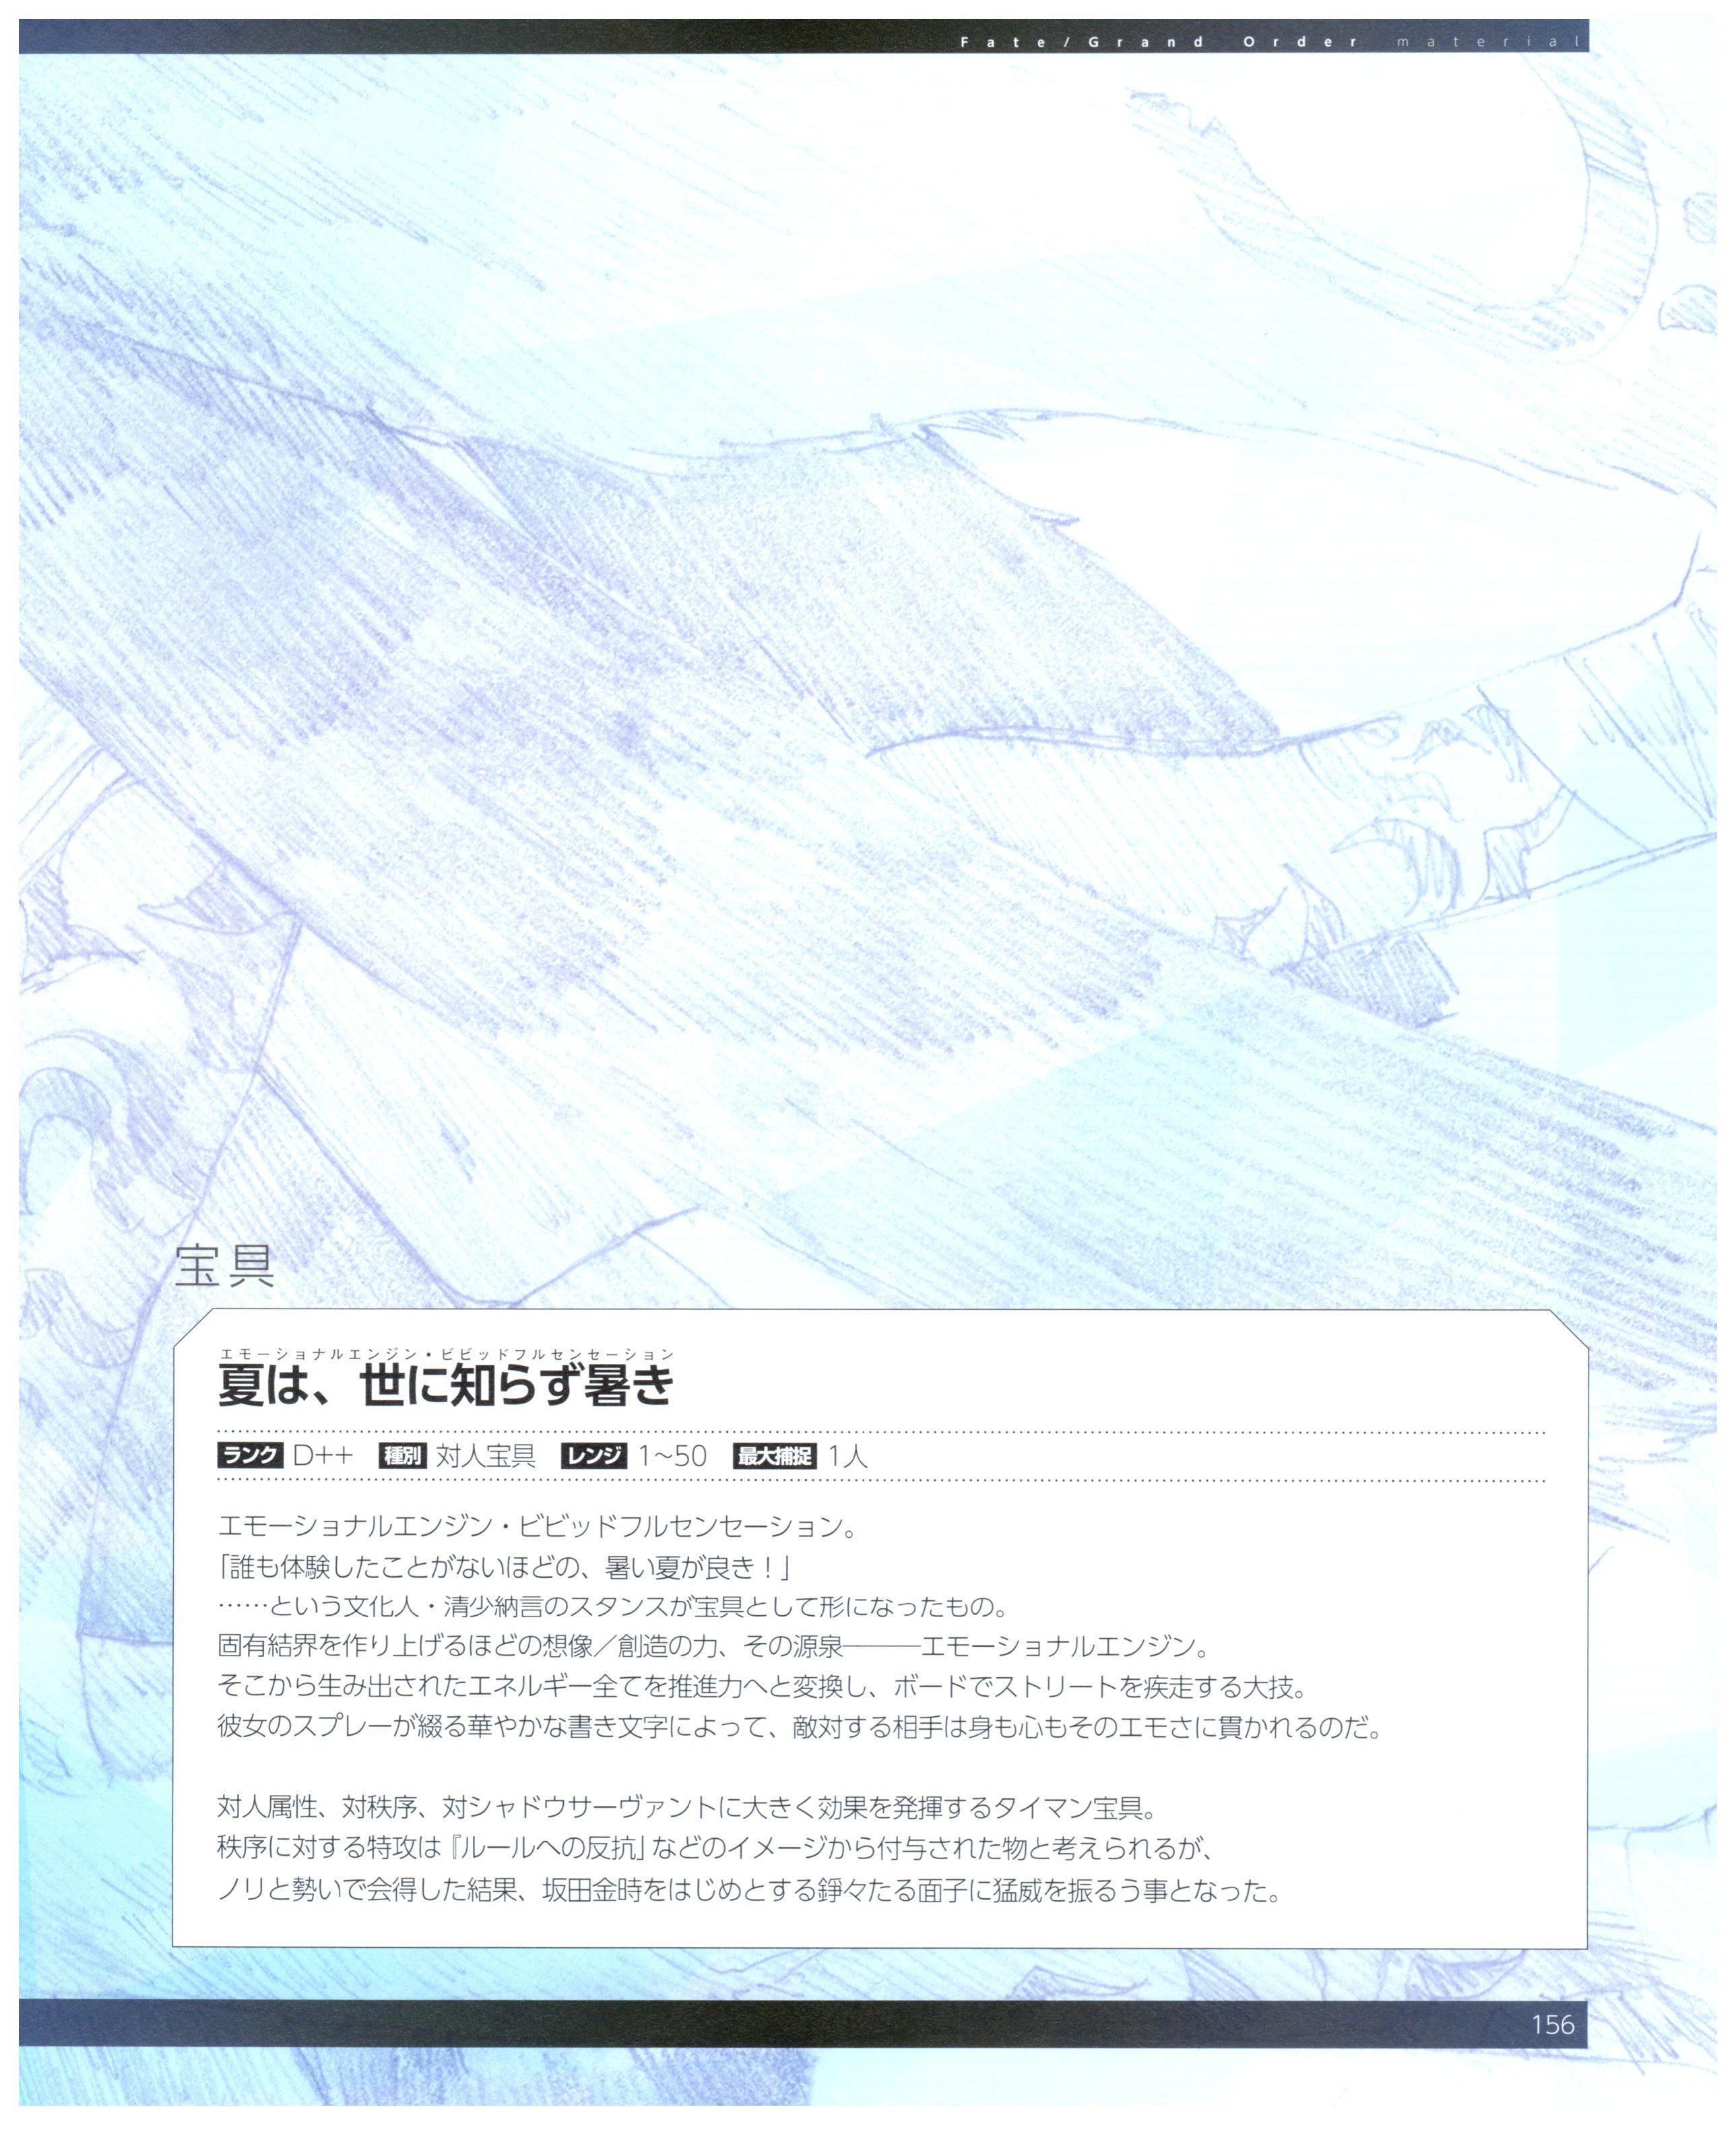 Fate/Grand Order material
宝具
エモーショナルエンジン・ビビッドフルセンセーション
夏は、世に知らず暑き
ランク D++ 種別 対人宝具 レンジ 1~50 最大捕捉 1人
エモーショナルエンジン・ビビッドフルセンセーション。
「誰も体験したことがないほどの、暑い夏が良き！」
……という文化人・清少納言のスタンスが宝具として形になったもの。
固有結界を作り上げるほどの想像／創造の力、その源泉―――エモーショナルエンジン。
そこから生み出されたエネルギー全てを推進力へと変換し、ボードでストリートを疾走する大技。
彼女のスプレーが綴る華やかな書き文字によって、敵対する相手は身も心もそのエモさに貫かれるのだ。
対人属性、対秩序、対シャドウサーヴァントに大きく効果を発揮するタイマン宝具。
秩序に対する特攻は『ルールへの反抗」などのイメージから付与された物と考えられるが、
ノリと勢いで会得した結果、坂田金時をはじめとする錚々たる面子に猛威を振るう事となった。
156